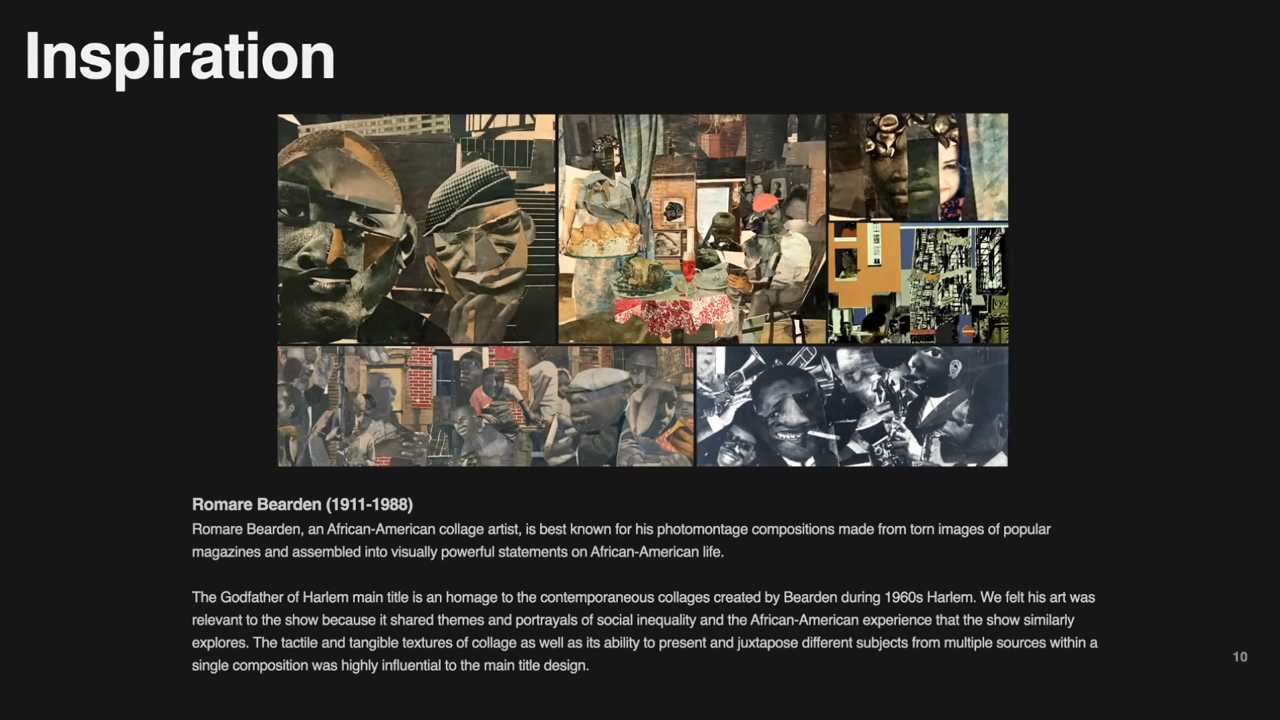 Inspiration
Romare Bearden (1911-1988)
Romare Bearden, an African-American collage artist, is best known for his photomontage compositions made from torn images of popular
magazines and assembled into visually powerful statements on African-American life.
The Godfather of Harlem main title is an homage to the contemporaneous collages created by Bearden during 1960s Harlem. We felt his art was
relevant to the show because it shared themes and portrayals of social inequality and the African-American experience that the show similarly
explores. The tactile and tangible textures of collage as well as its ability to present and juxtapose different subjects from multiple sources within a
single composition was highly influential to the main title design.
10